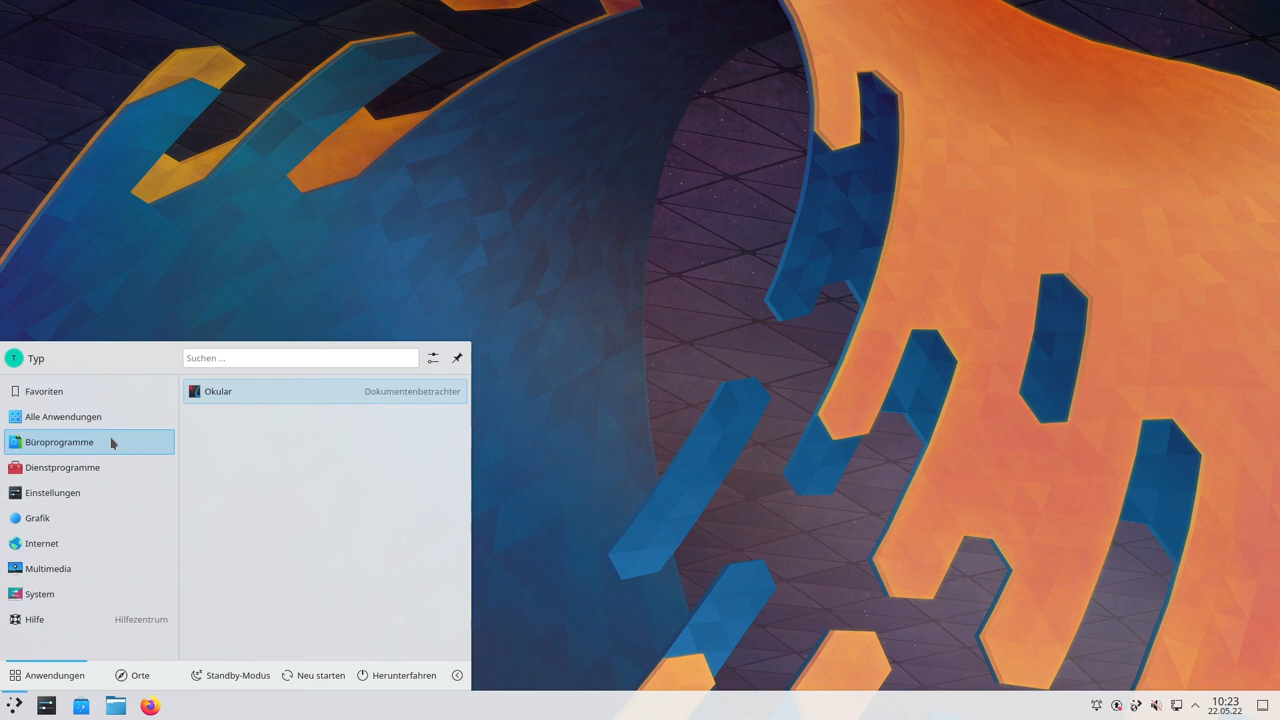 T
Typ
Suchen ...
Favoriten
Alle Anwendungen
Büroprogramme
Dienstprogramme
Einstellungen
Grafik
Internet
Multimedia
System
Hilfe Hilfezentrum
Okular Dokumentenbetrachter
Anwendungen Orte Standby-Modus Neu starten Herunterfahren
10:23
22.05.22